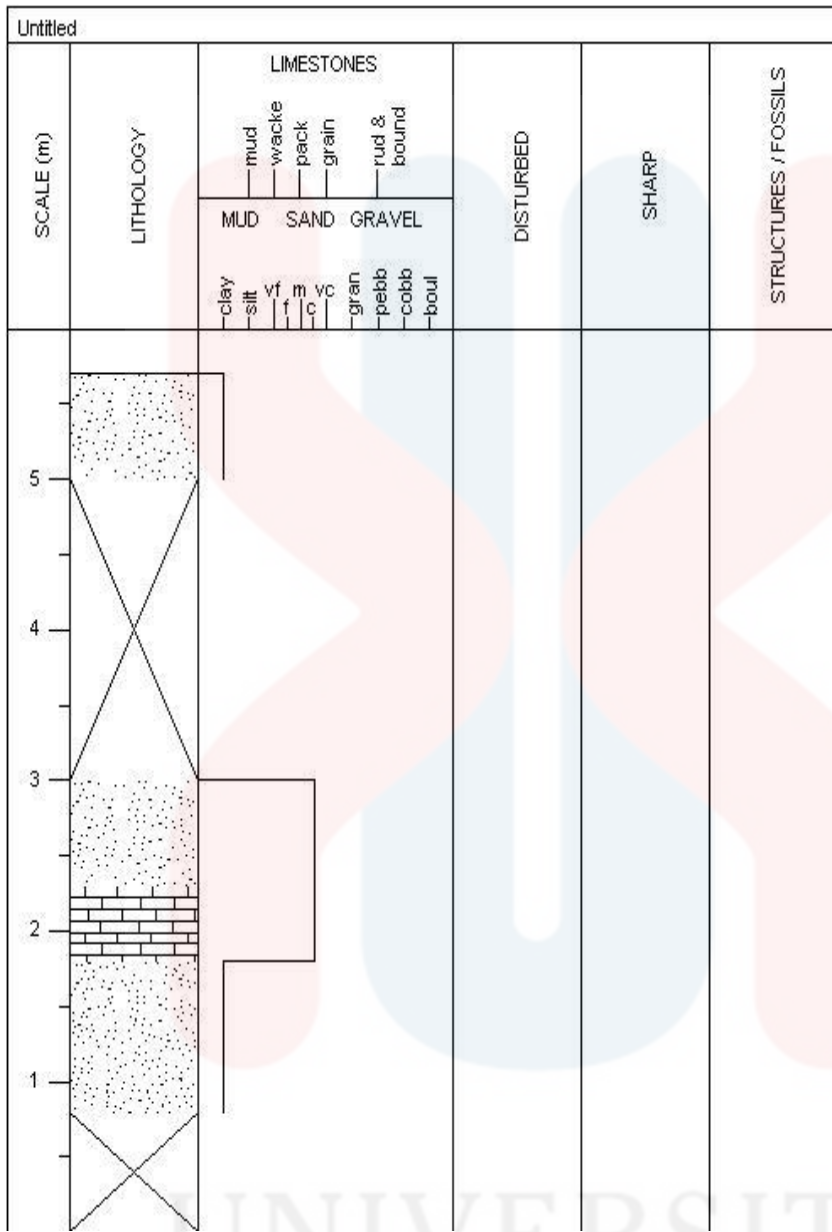 Untitled
SCALE (m)
LITHOLOGY
LIMESTONES
mud
wacke
pack
grain
rud &
bound
MUD SAND GRAVEL
clay
silt
vf
f
m
c
vc
gran
pebb
cobb
boul
DISTURBED
SHARP
STRUCTURES / FOSSILS
5
4
3
2
1
UNIVERSIT